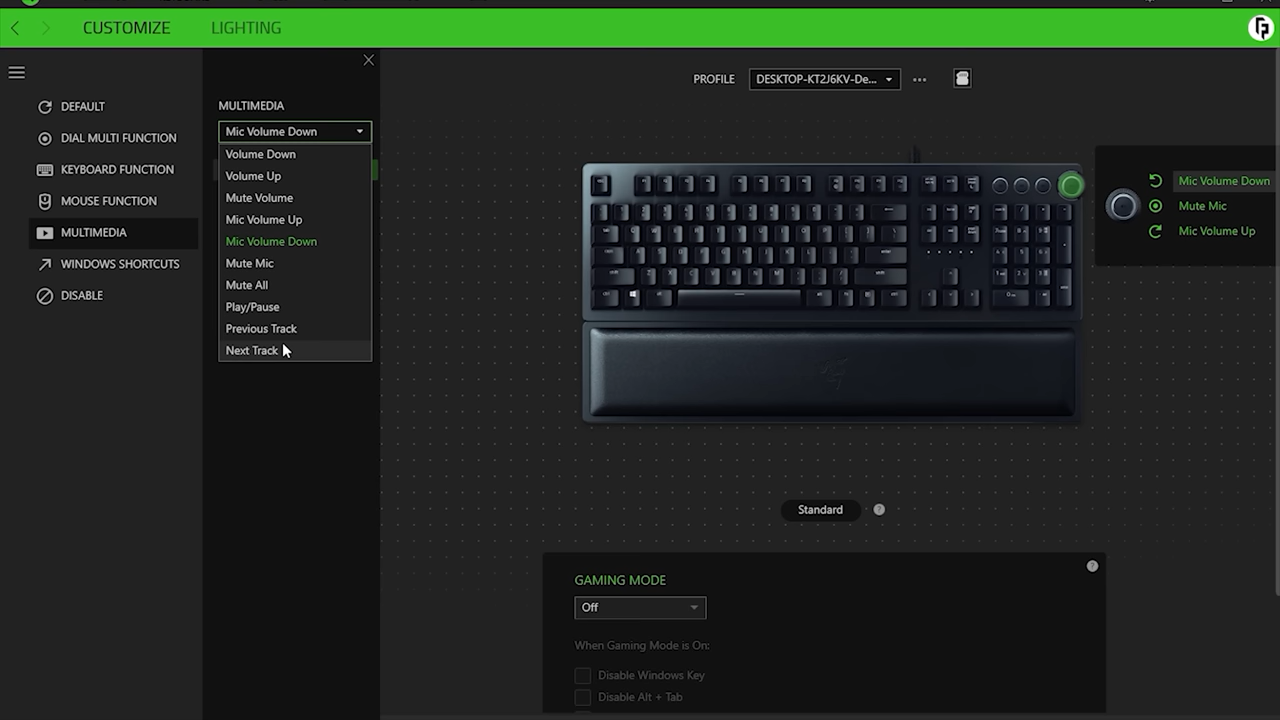 CUSTOMIZE
LIGHTING
PROFILE
DESKTOP-KT2J6KV-De...
DEFAULT
DIAL MULTI FUNCTION
KEYBOARD FUNCTION
MOUSE FUNCTION
MULTIMEDIA
WINDOWS SHORTCUTS
DISABLE
MULTIMEDIA
Mic Volume Down
Volume Down
Volume Up
Mute Volume
Mic Volume Up
Mic Volume Down
Mute Mic
Mute All
Play/Pause
Previous Track
Next Track
Mic Volume Down
Mute Mic
Mic Volume Up
Standard
?
GAMING MODE
?
Off
When Gaming Mode is On:
Disable Windows Key
Disable Alt + Tab